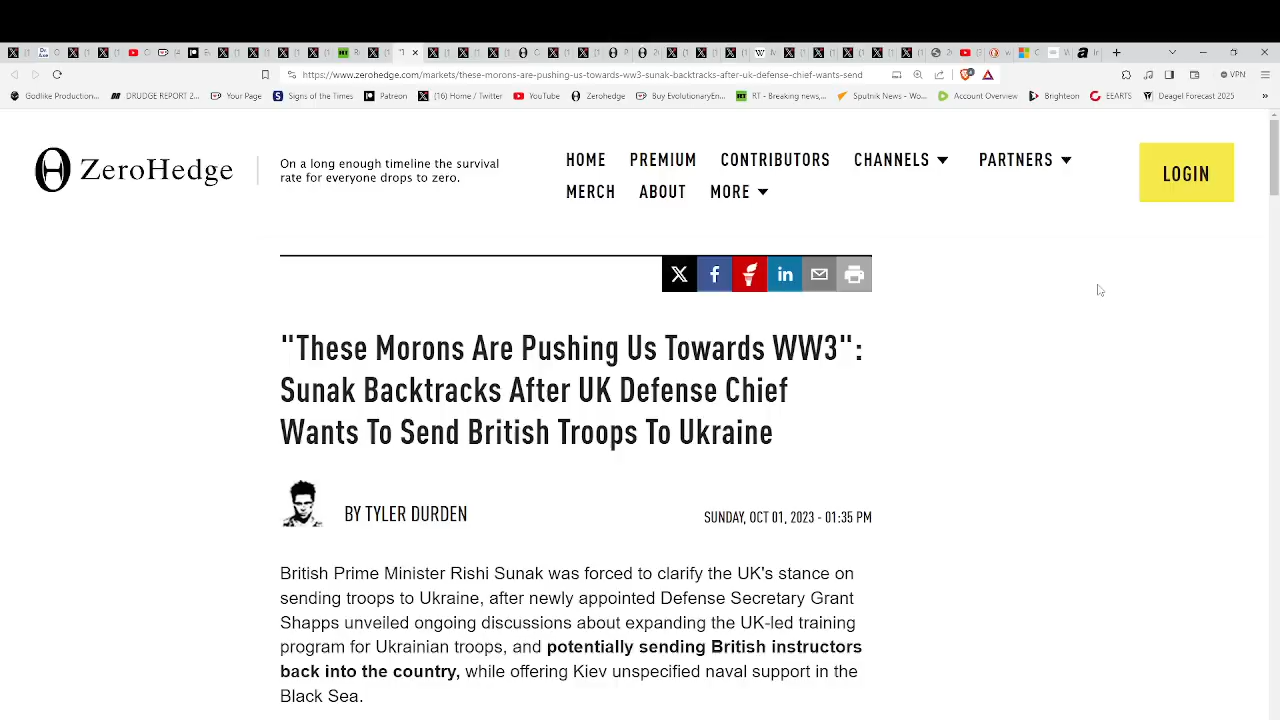 https://www.zerohedge.com/markets/these-morons-are-pushing-us-towards-ww3-sunak-backtracks-after-uk-defense-chief-wants-send
VPN
Godlike Production...
DRUDGE REPORT 2...
Your Page
Signs of the Times
Patreon
(16) Home / Twitter
YouTube
Zerohedge
Buy EvolutionaryEn...
RT - Breaking news,...
Sputnik News - Wo...
Account Overview
Brighteon
EEARTS
Deagel Forecast 2025
ZeroHedge
On a long enough timeline the survival
rate for everyone drops to zero.
HOME PREMIUM CONTRIBUTORS CHANNELS PARTNERS
MERCH ABOUT MORE
LOGIN
"These Morons Are Pushing Us Towards WW3":
Sunak Backtracks After UK Defense Chief
Wants To Send British Troops To Ukraine
BY TYLER DURDEN
SUNDAY, OCT 01, 2023 - 01:35 PM
British Prime Minister Rishi Sunak was forced to clarify the UK's stance on
sending troops to Ukraine, after newly appointed Defense Secretary Grant
Shapps unveiled ongoing discussions about expanding the UK-led training
program for Ukrainian troops, and potentially sending British instructors
back into the country, while offering Kiev unspecified naval support in the
Black Sea.